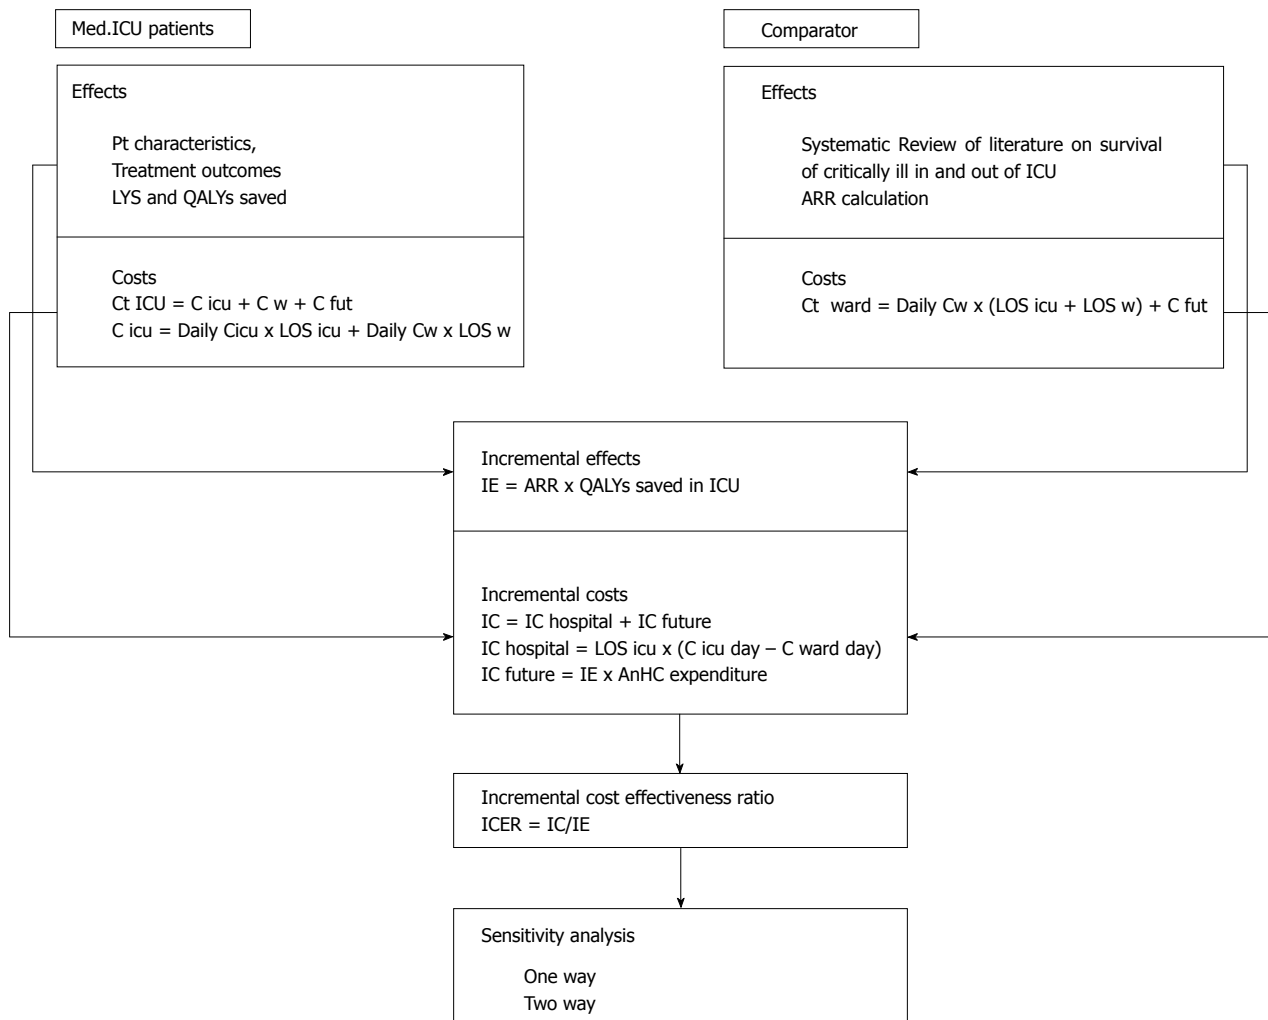 Med.ICU patients
Effects
Pt characteristics,
Treatment outcomes
LYS and QALYs saved
Costs
Ct ICU = C icu + C w + C fut
C icu = Daily Cicu x LOS icu + Daily Cw x LOS w
Comparator
Effects
Systematic Review of literature on survival
of critically ill in and out of ICU
ARR calculation
Costs
Ct ward = Daily Cw x (LOS icu + LOS w) + C fut
Incremental effects
IE = ARR x QALYs saved in ICU
Incremental costs
IC = IC hospital + IC future
IC hospital = LOS icu x (C icu day – C ward day)
IC future = IE x AnHC expenditure
Incremental cost effectiveness ratio
ICER = IC/IE
Sensitivity analysis
One way
Two way